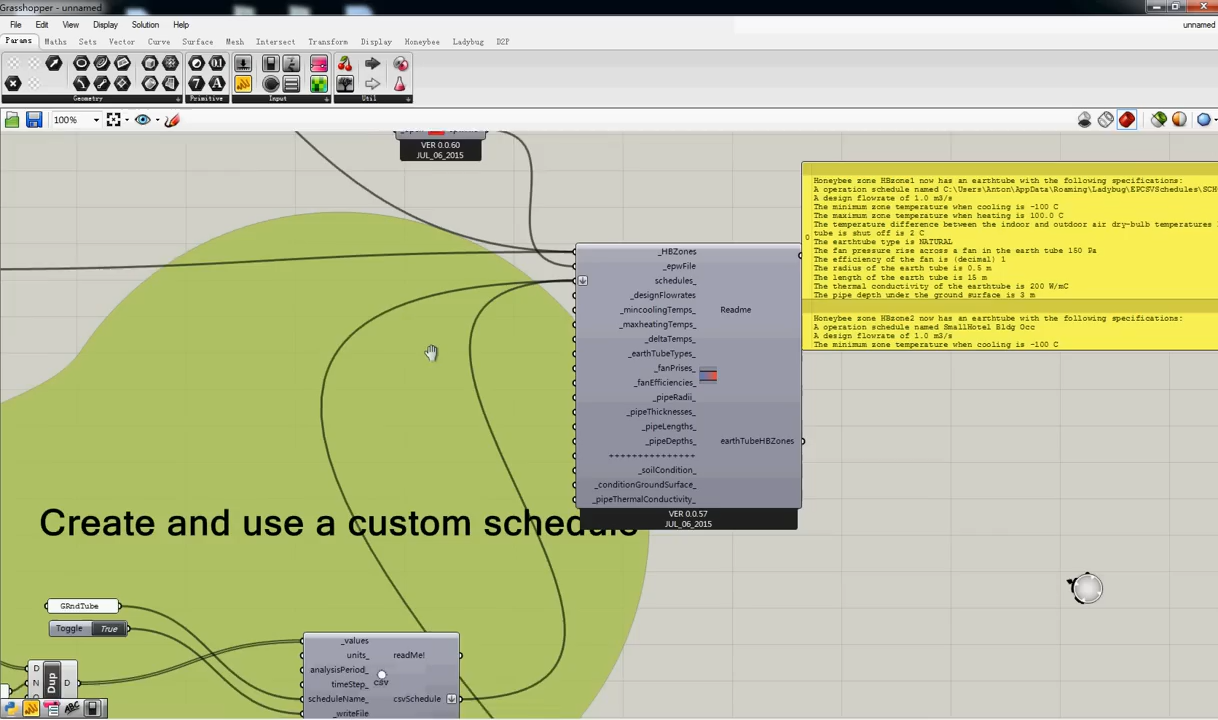 Grasshopper - unnamed
File Edit View Display Solution Help
unnamed
Params Maths Sets Vector Curve Surface Mesh Intersect Transform Display Honeybee Ladybug D2P
Geometry Primitive Input Util
100%
VER 0.0.60
JUL_06_2015
Honeybee zone HBzone1 now has an earthtube with the following specifications:
A operation schedule named C:\Users\Anton\AppData\Roaming\Ladybug\EPCSVSchedules\SCH
A design flowrate of 1.0 m3/s
The minimum zone temperature when cooling is -100 C
The maximum zone temperature when heating is 100.0 C
The temperature difference between the indoor and outdoor air dry-bulb temperatures
tube is shut off is 2 C
0
The earthtube type is NATURAL
The fan pressure rise across a fan in the earth tube 150 Pa
The efficiency of the fan is (decimal) 1
The radius of the earth tube is 0.5 m
The length of the earth tube is 15 m
The thermal conductivity of the earthtube is 200 W/mC
The pipe depth under the ground surface is 3 m
Honeybee zone HBzone2 now has an earthtube with the following specifications:
A operation schedule named SmallHotel Bldg Occ
A design flowrate of 1.0 m3/s
The minimum zone temperature when cooling is -100 C
_HBZones
_epwFile
schedules_
_designFlowrates_
_mincoolingTemps_
_maxheatingTemps_
_deltaTemps_
_earthTubeTypes_
_fanPrises_
_fanEfficiencies_
_pipeRadii_
_pipeThicknesses_
_pipeLengths_
_pipeDepths_
_soilCondition_
_conditionGroundSurface_
_pipeThermalConductivity_
Readme
earthTubeHBZones
VER 0.0.57
JUL_06_2015
Create and use a custom schedule
GRndTube
Toggle True
D
N
Dup
D
_values
units_
analysisPeriod_
timeStep_
scheduleName_
_writeFile
csv
readMe!
csvSchedule